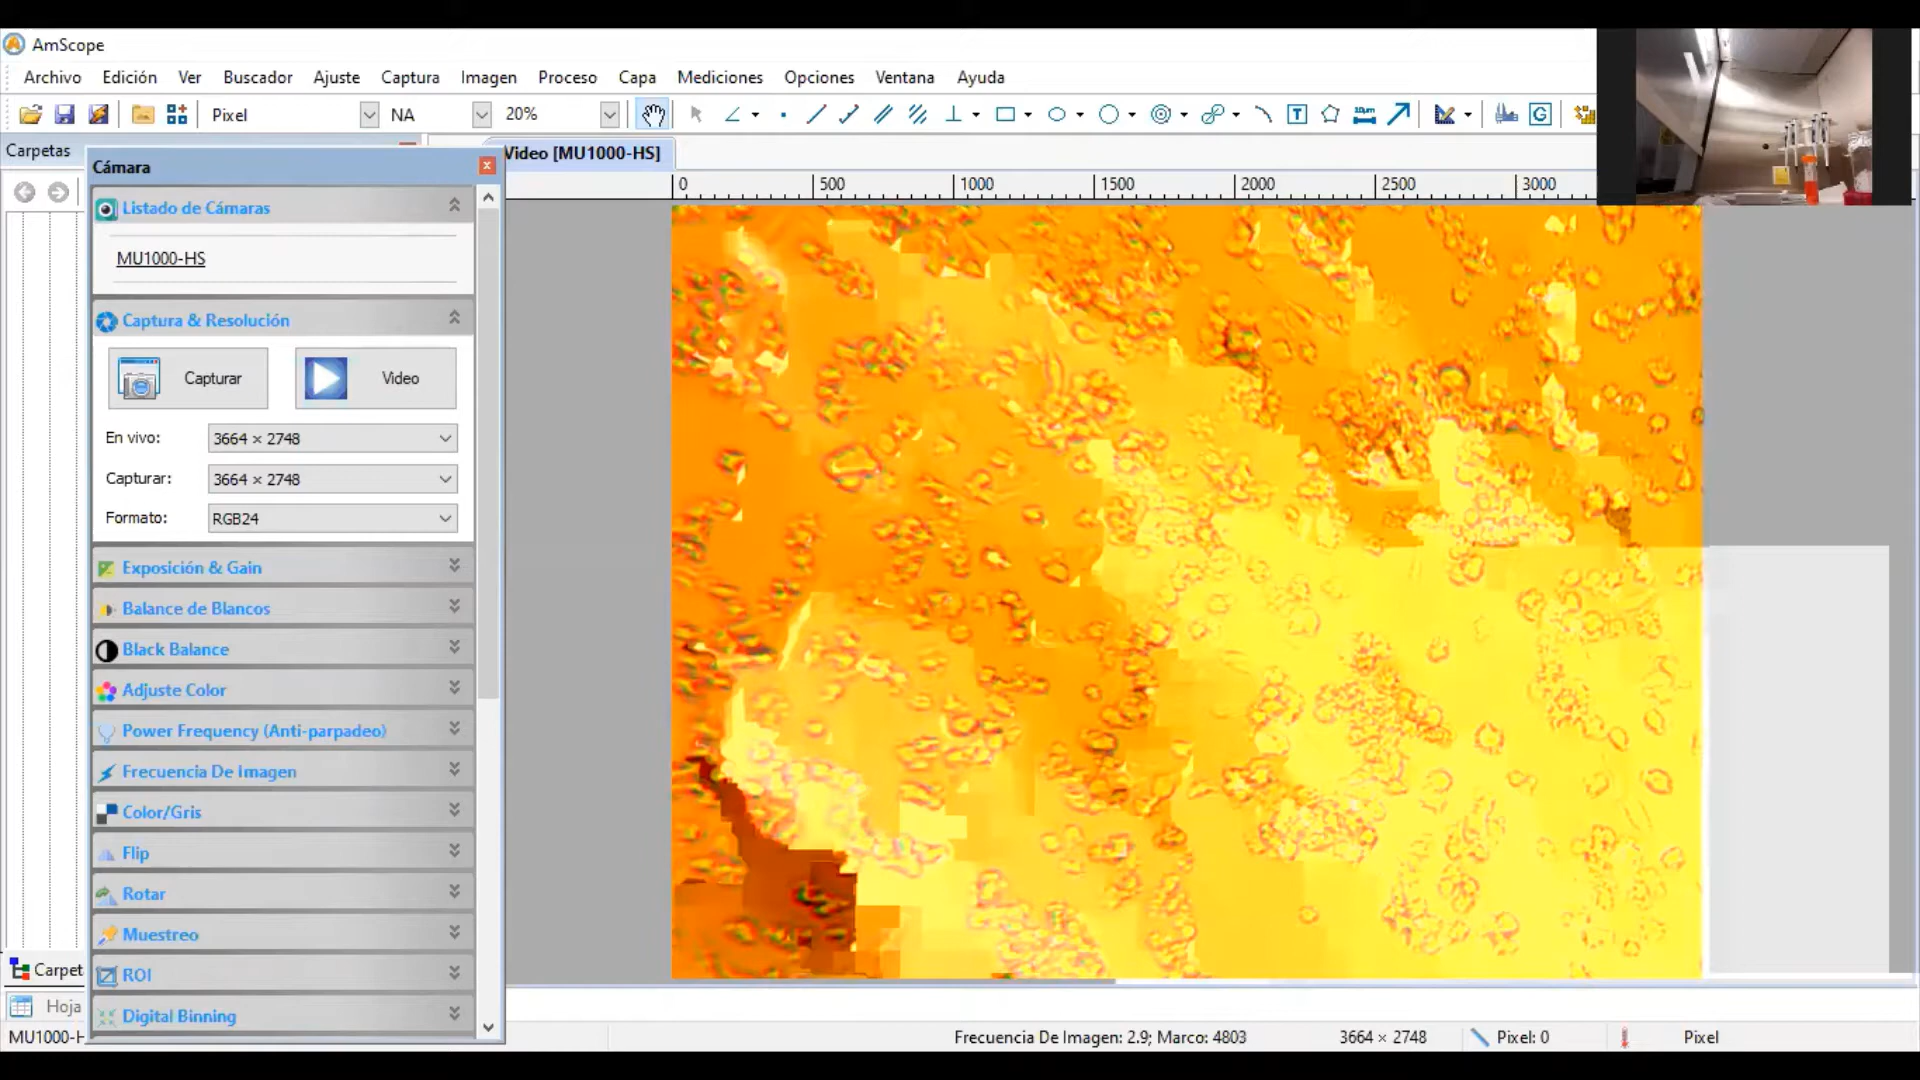 AmScope
Archivo Edición Ver Buscador Ajuste Captura Imagen Proceso Capa Mediciones Opciones Ventana Ayuda
Pixel NA 20%
Carpetas
Cámara
Video [MU1000-HS]
0 500 1000 1500 2000 2500 3000
Listado de Cámaras
MU1000-HS
Captura & Resolución
Capturar Video
En vivo: 3664 × 2748
Capturar: 3664 × 2748
Formato: RGB24
Exposición & Gain
Balance de Blancos
Black Balance
Adjuste Color
Power Frequency (Anti-parpadeo)
Frecuencia De Imagen
Color/Gris
Flip
Rotar
Muestreo
ROI
Digital Binning
Carpet
Hoja
MU1000-H
Frecuencia De Imagen: 2.9; Marco: 4803 3664 × 2748 Pixel: 0 Pixel